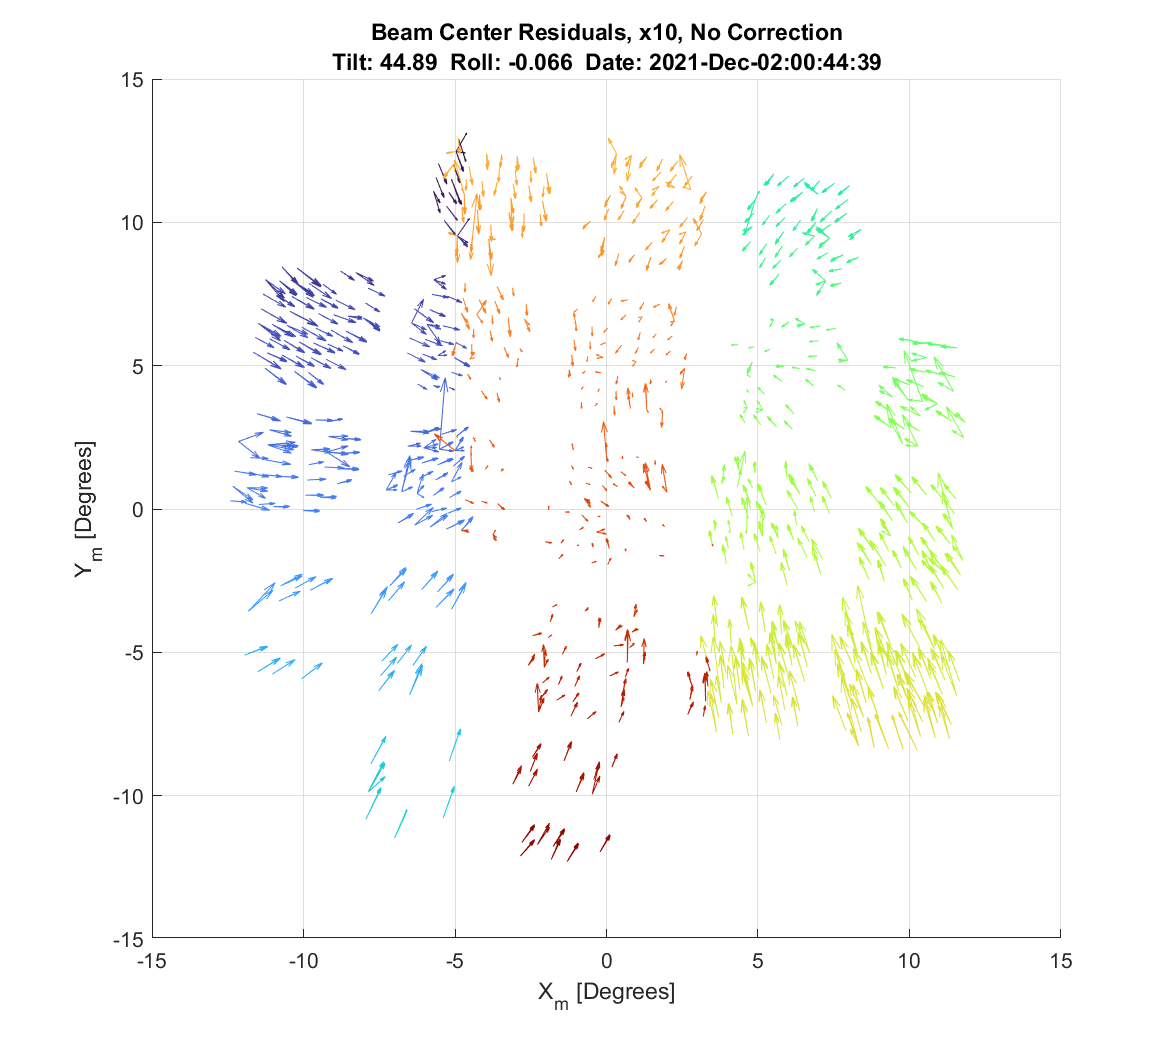 Beam Center Residuals, x10, No Correction
Tilt: 44.89  Roll: -0.066  Date: 2021-Dec-02:00:44:39
15
10
5
0
-5
-10
-15
Y_m [Degrees]
-15 -10 -5 0 5 10 15
X_m [Degrees]